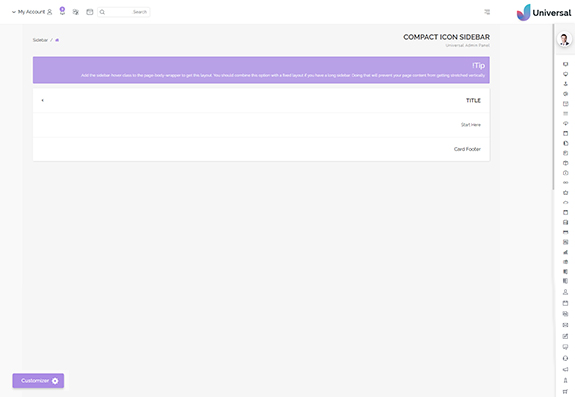 My Account
Search
Universal
Sidebar /
COMPACT ICON SIDEBAR
Universal Admin Panel
!Tip
Add the sidebar-hover class to the page-body-wrapper to get this layout. You should combine this option with a fixed layout if you have a long sidebar. Doing that will prevent your page content from getting stretched vertically
TITLE
Start Here
Card Footer
Customizer